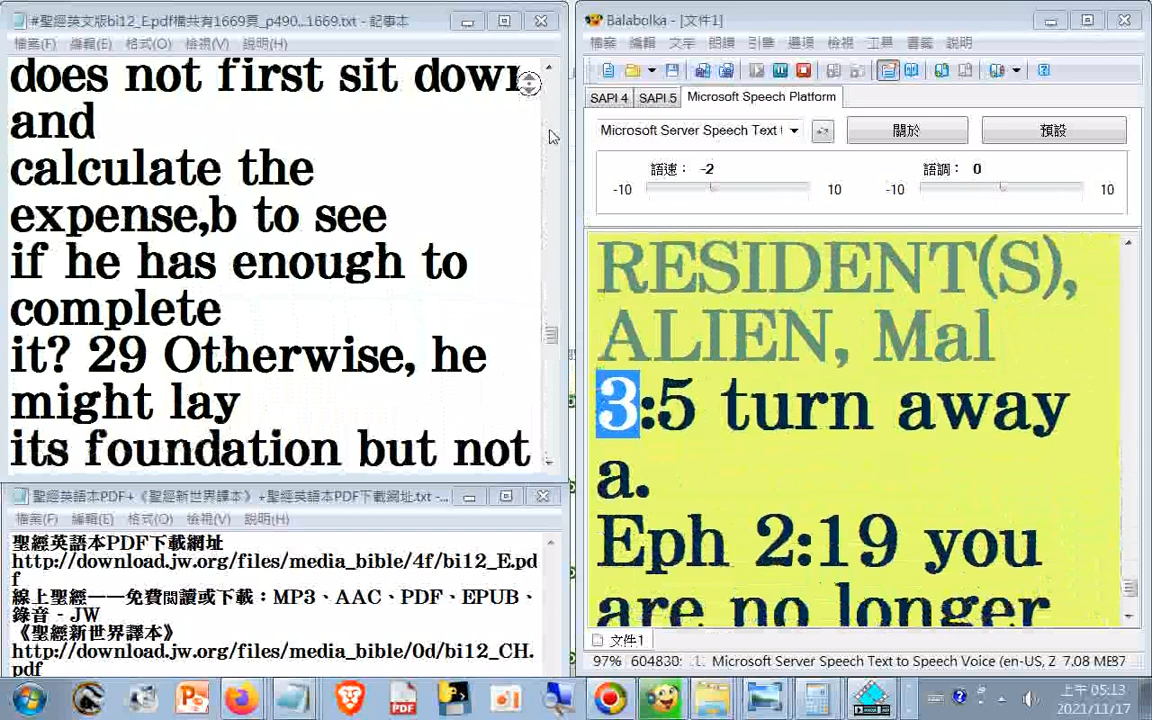 #聖經英文版bi12_E.pdf檔共有1669頁_p490,..1669.txt - 記事本
檔案(F) 編輯(E) 格式(O) 檢視(V) 說明(H)
does not first sit down
and
calculate the
expense,b to see
if he has enough to
complete
it? 29 Otherwise, he
might lay
its foundation but not
聖經英語本PDF+《聖經新世界譯本》+聖經英語本PDF下載網址.txt -...
檔案(F) 編輯(E) 格式(O) 檢視(V) 說明(H)
聖經英語本PDF下載網址
http://download.jw.org/files/media_bible/4f/bi12_E.pd
f
線上聖經——免費閱讀或下載：MP3、AAC、PDF、EPUB、
錄音 - JW
《聖經新世界譯本》
http://download.jw.org/files/media_bible/0d/bi12_CH.
pdf
Balabolka - [文件1]
檔案 編輯 文字 朗讀 引擎 選項 檢視 工具 書籤 說明
SAPI 4 SAPI 5 Microsoft Speech Platform
Microsoft Server Speech Text 關於 預設
語速： -2 語調： 0
-10 10 -10 10
RESIDENT(S),
ALIEN, Mal
3:5 turn away
a.
Eph 2:19 you
are no longer
文件1
97% Microsoft Server Speech Text to Speech Voice (en-US, Z 7.08 ME
PDF
上午 05:13
2021/11/17